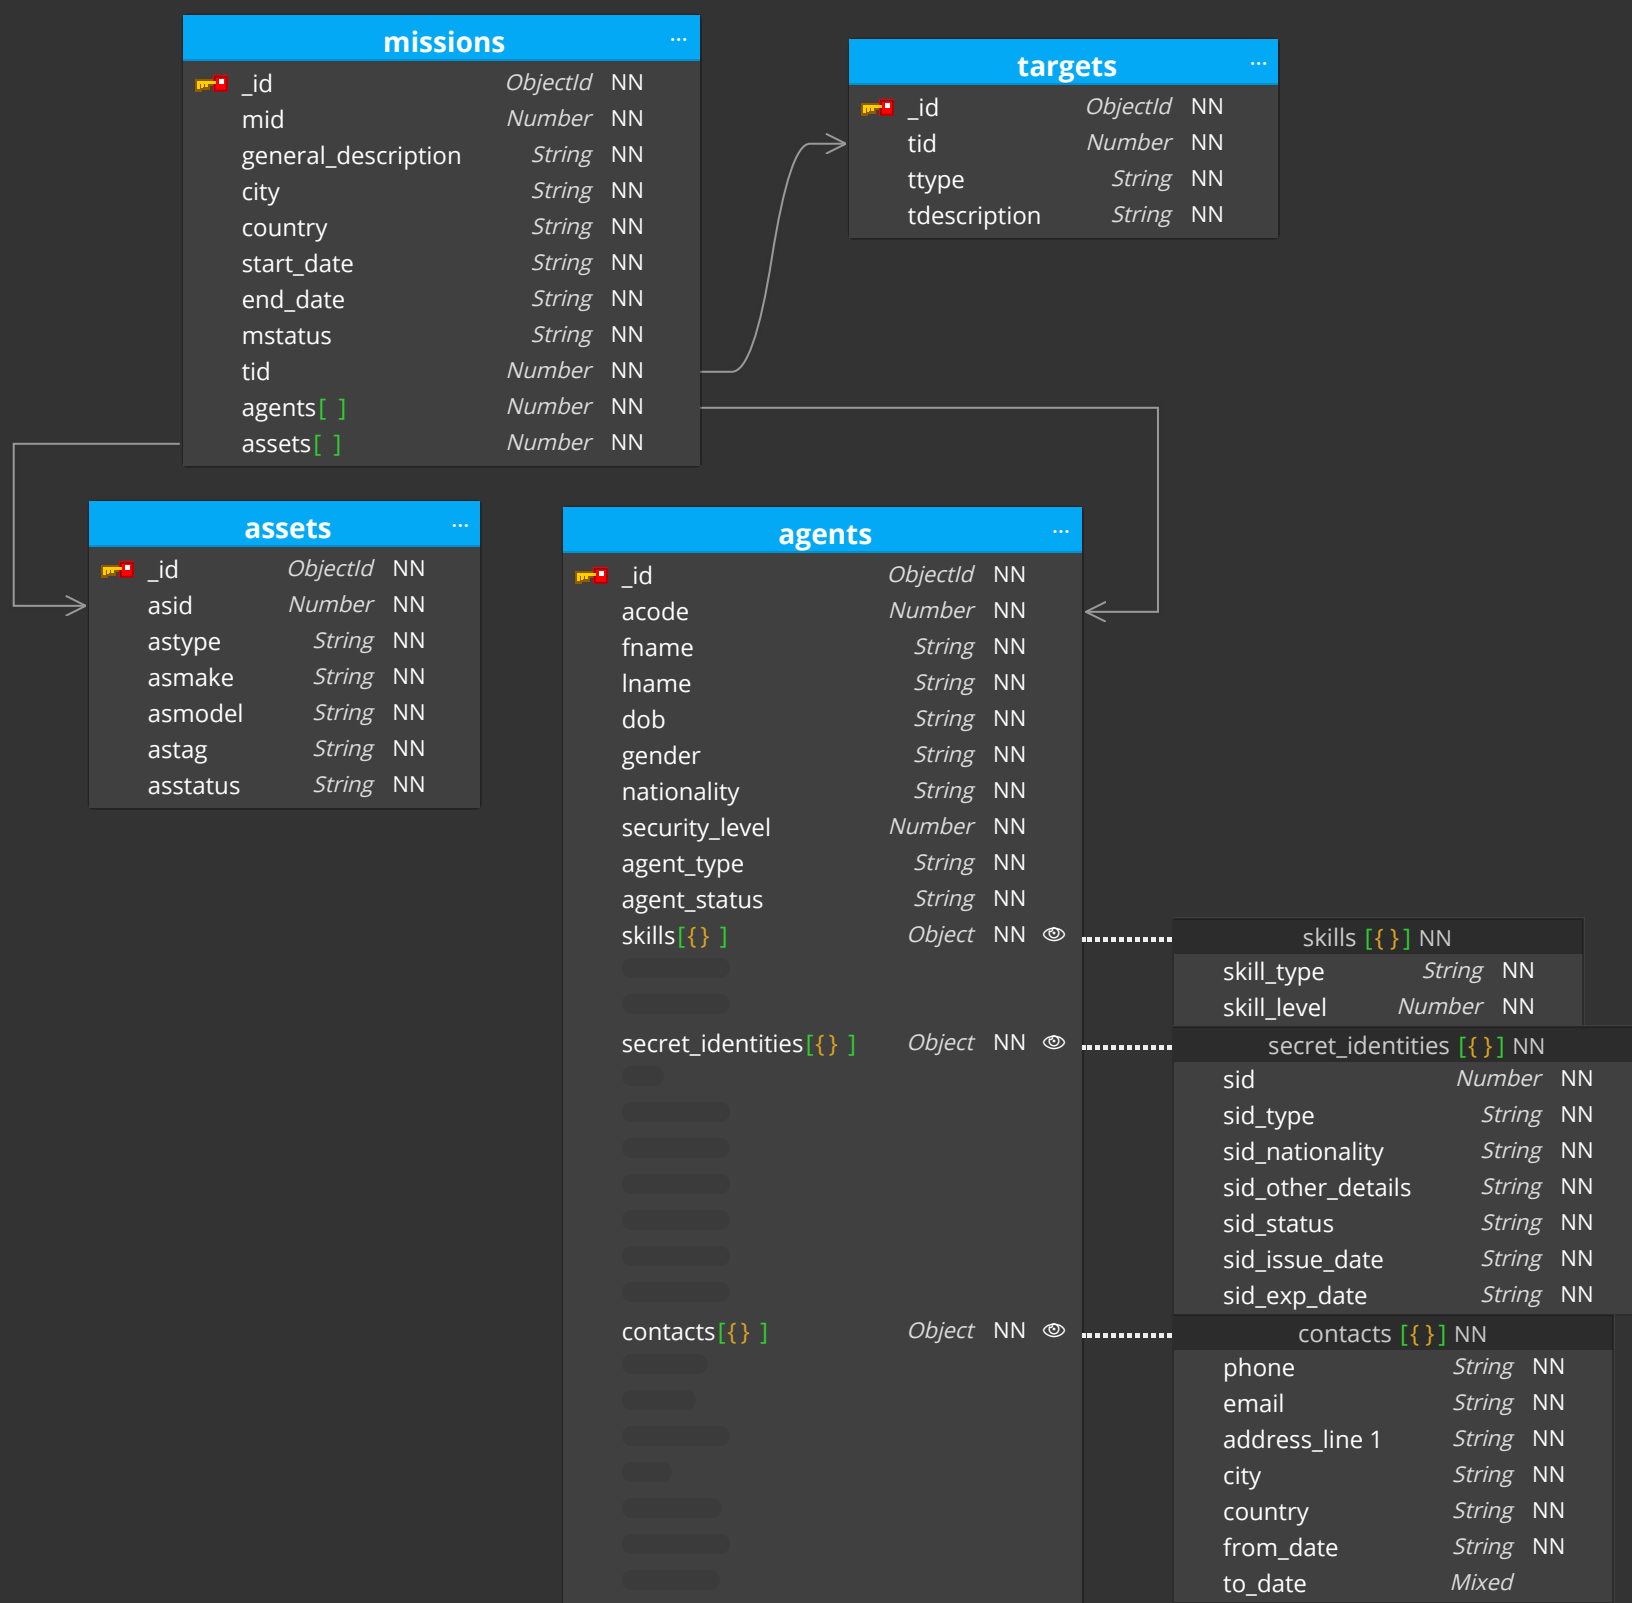 missions ...
_id ObjectId NN
mid Number NN
general_description String NN
city String NN
country String NN
start_date String NN
end_date String NN
mstatus String NN
tid Number NN
agents[ ] Number NN
assets[ ] Number NN
targets ...
_id ObjectId NN
tid Number NN
ttype String NN
tdescription String NN
assets ...
_id ObjectId NN
asid Number NN
astype String NN
asmake String NN
asmodel String NN
astag String NN
asstatus String NN
agents ...
_id ObjectId NN
acode Number NN
fname String NN
lname String NN
dob String NN
gender String NN
nationality String NN
security_level Number NN
agent_type String NN
agent_status String NN
skills[{} ] Object NN
secret_identities[{} ] Object NN
contacts[{} ] Object NN
skills [{}] NN
skill_type String NN
skill_level Number NN
secret_identities [{}] NN
sid Number NN
sid_type String NN
sid_nationality String NN
sid_other_details String NN
sid_status String NN
sid_issue_date String NN
sid_exp_date String NN
contacts [{}] NN
phone String NN
email String NN
address_line 1 String NN
city String NN
country String NN
from_date String NN
to_date Mixed